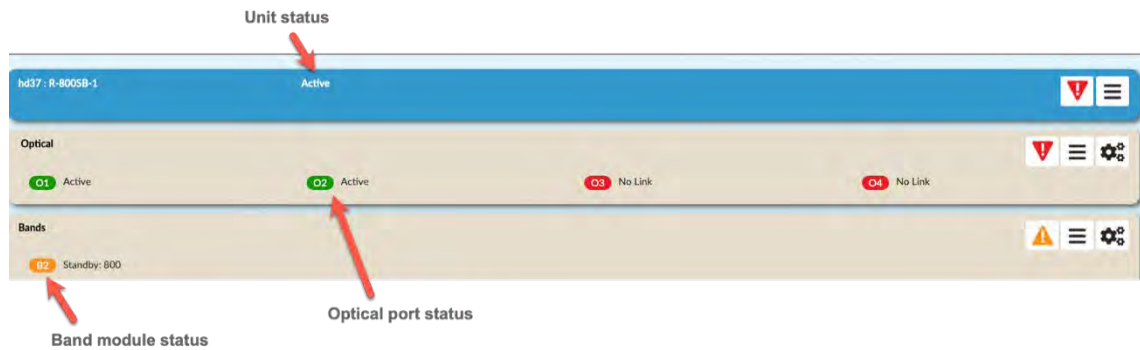 Unit status
hd37 : R-800SB-1 Active
Optical
O1 Active O2 Active O3 No Link O4 No Link
Bands
B2 Standby: 800
Optical port status
Band module status